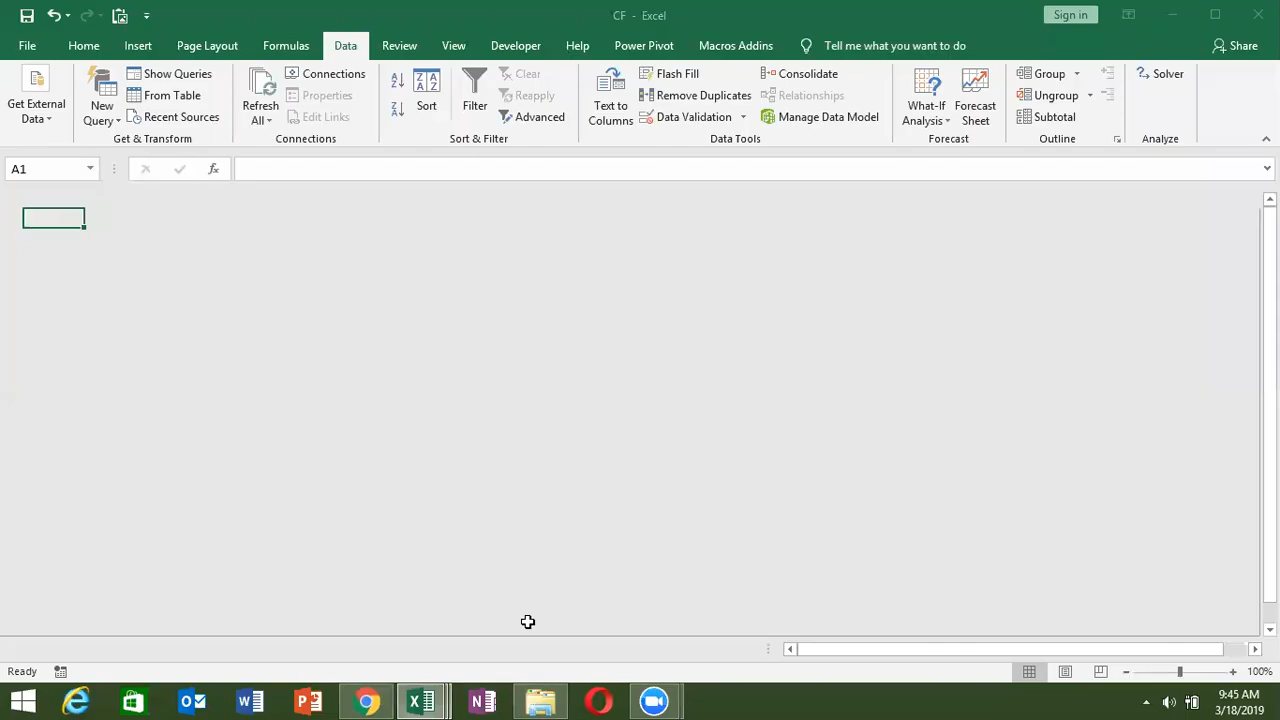 CF - Excel
Sign in
File Home Insert Page Layout Formulas Data Review View Developer Help Power Pivot Macros Addins Tell me what you want to do Share
Get External Data
New Query
Show Queries
From Table
Recent Sources
Get & Transform
Refresh All
Connections
Properties
Edit Links
Connections
Sort
Filter
Clear
Reapply
Advanced
Sort & Filter
Text to Columns
Flash Fill
Remove Duplicates
Data Validation
Consolidate
Relationships
Manage Data Model
Data Tools
What-If Analysis
Forecast Sheet
Forecast
Group
Ungroup
Subtotal
Outline
Solver
Analyze
A1
fx
Ready
100%
9:45 AM
3/18/2019